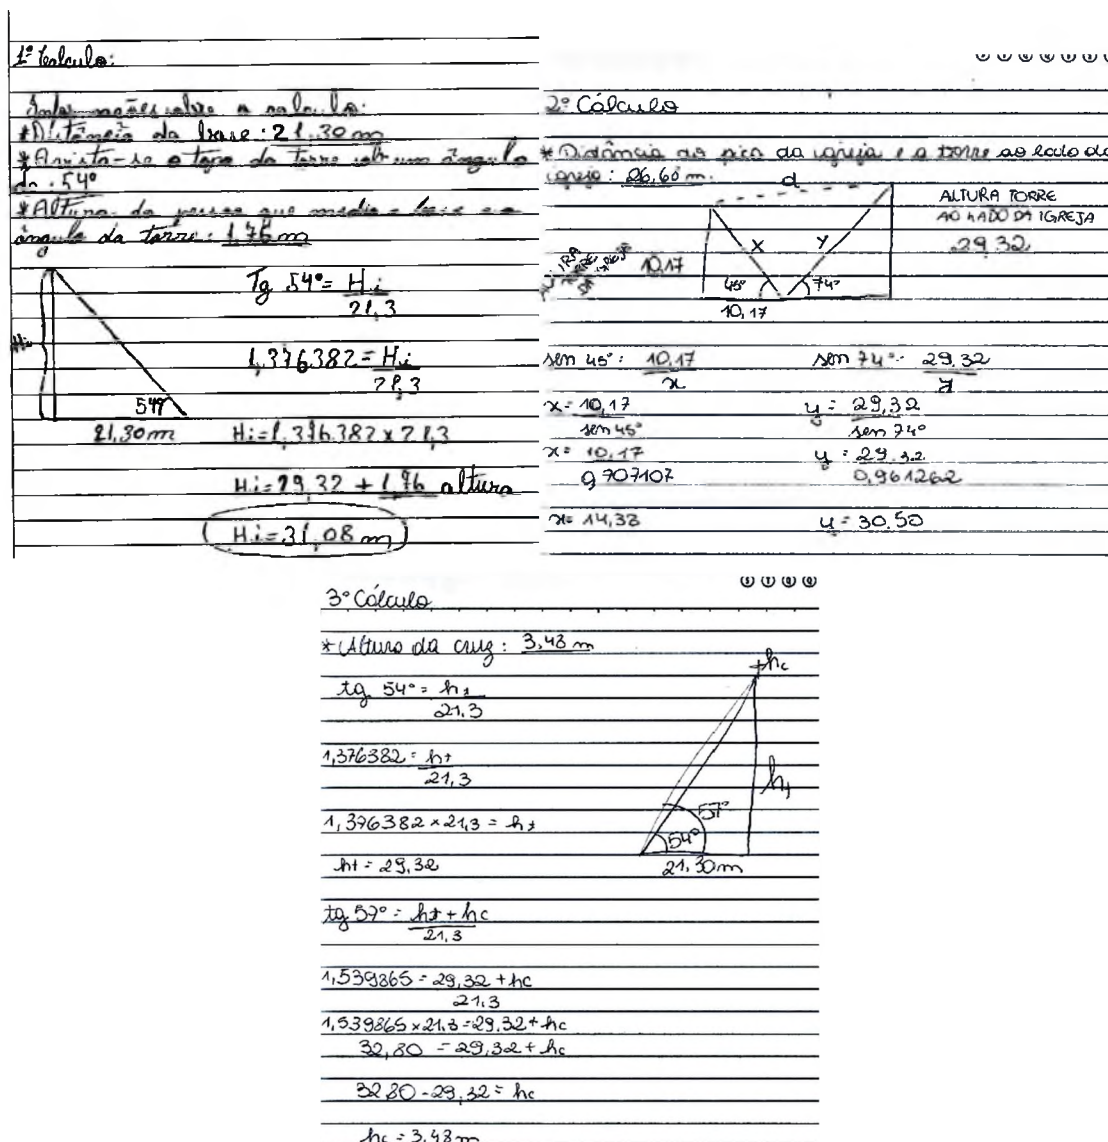 1º Calculo:
Informações sobre o calculo:
*Distância da base: 21,30 m
*Avista-se o topo da torre sob um ângulo
de: 54º
*Altura da pessoa que mediu a base e o
ângulo da torre: 1,76 m
Tg 54º = Hi
21,3
1,376382 = Hi
21,3
Hi
54º
21,30 m
Hi = 1,376382 x 21,3
Hi = 29,32 + 1,76 altura
Hi = 31,08 m
2º Cálculo
* Distância do pico da igreja e a torre ao lado da
igreja: 26,60 m.
d
ALTURA TORRE
AO LADO DA IGREJA
29,32
10,17
X
Y
45º
74º
10,17
sen 45º = 10,17
x
x = 10,17
sen 45º
x = 10,17
0,707107
x = 14,38
sen 74º = 29,32
y = 29,32
sen 74º
y = 29,32
0,961262
y = 30,50
3º Cálculo
* Altura da cruz: 3,48 m
tg 54º = ht
21,3
1,376382 = ht
21,3
1,376382 x 21,3 = ht
ht = 29,32
hc
ht
57º
54º
21,30m
tg 57º = ht + hc
21,3
1,539865 = 29,32 + hc
21,3
1,539865 x 21,3 = 29,32 + hc
32,80 = 29,32 + hc
32,80 - 29,32 = hc
hc = 3,48 m